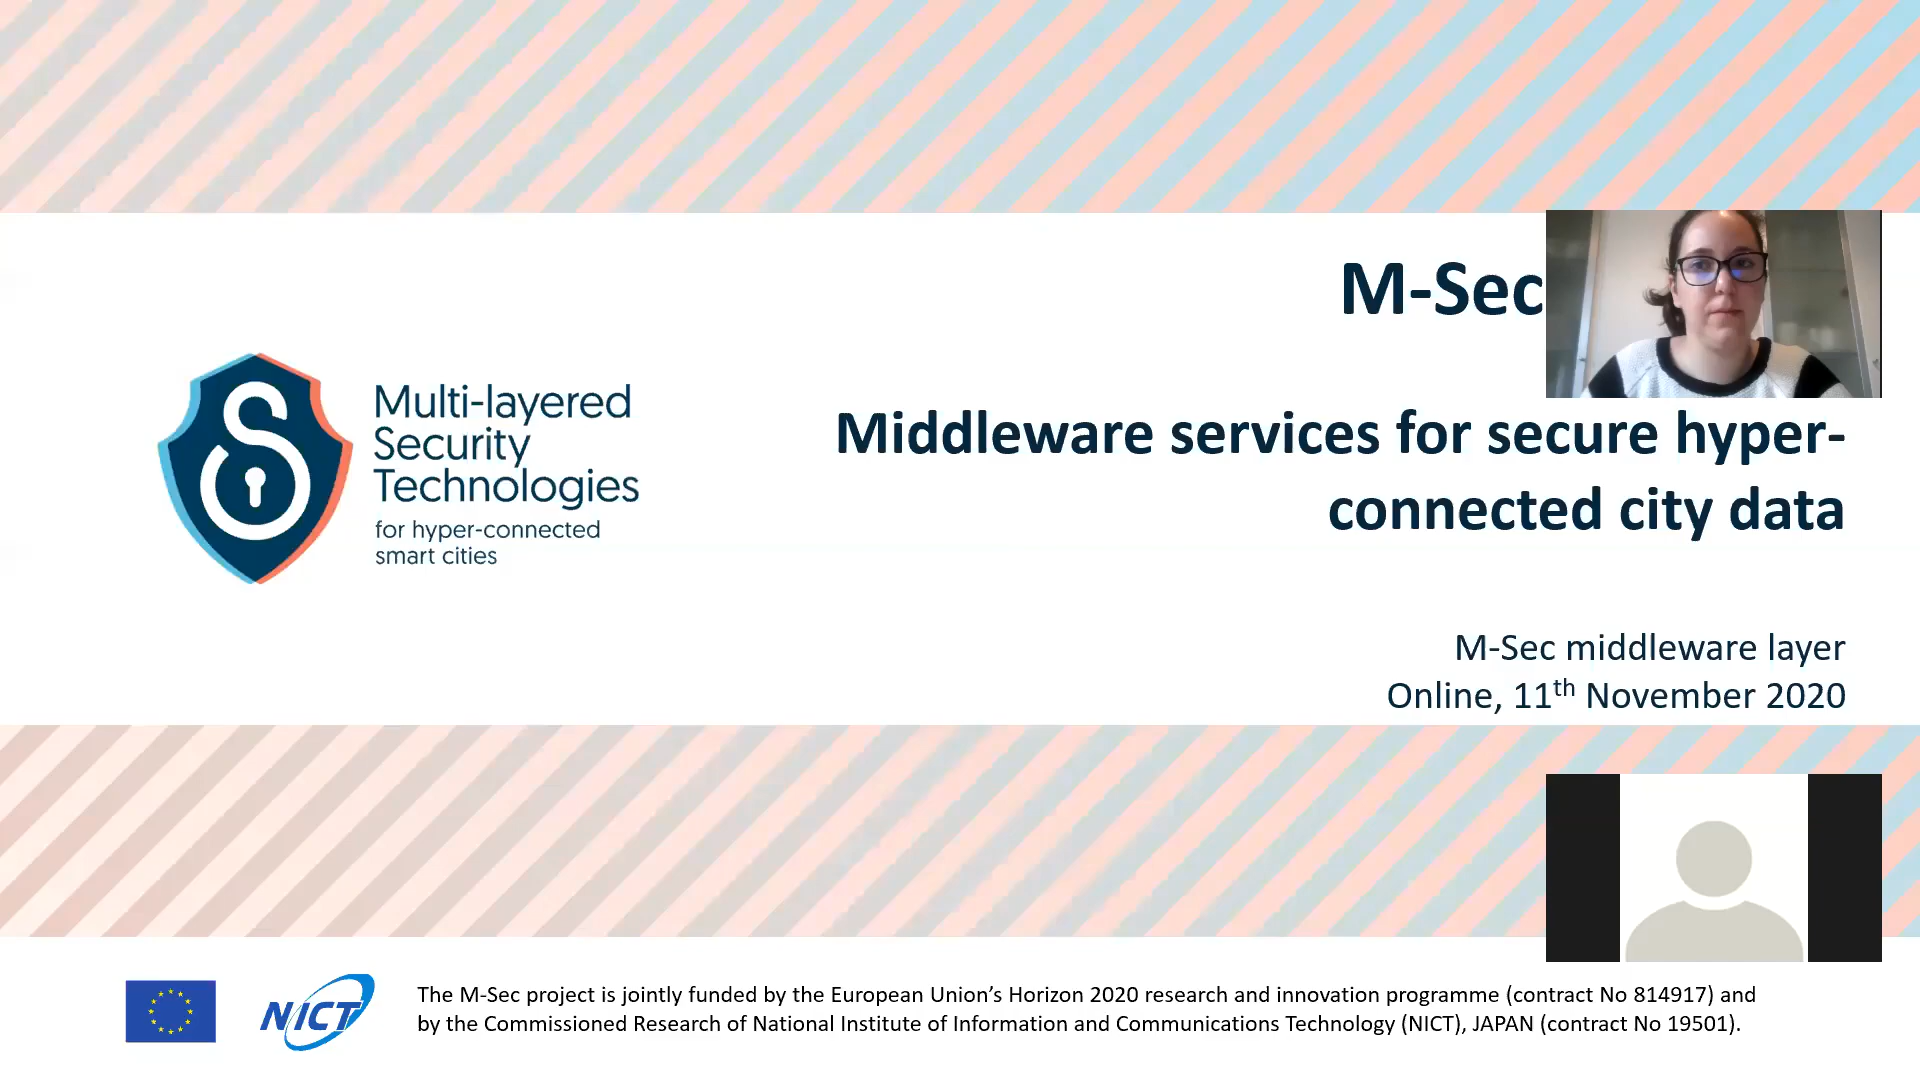 M-Sec
Multi-layered
Security
Technologies
for hyper-connected
smart cities
Middleware services for secure hyper-
connected city data
M-Sec middleware layer
Online, 11th November 2020
NICT
The M-Sec project is jointly funded by the European Union’s Horizon 2020 research and innovation programme (contract No 814917) and
by the Commissioned Research of National Institute of Information and Communications Technology (NICT), JAPAN (contract No 19501).